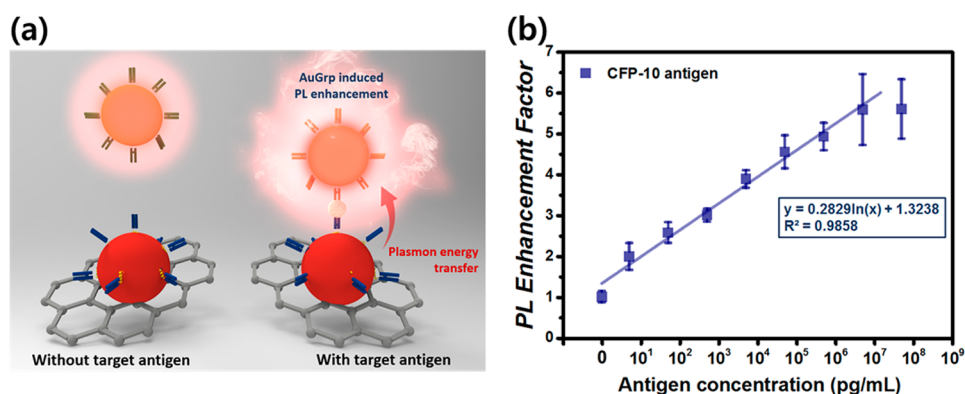 (a)
AuGrp induced
PL enhancement
Plasmon energy
transfer
Without target antigen
With target antigen
(b)
PL Enhancement Factor
7
6
5
4
3
2
1
0
CFP-10 antigen
y = 0.2829ln(x) + 1.3238
R² = 0.9858
0 10¹ 10² 10³ 10⁴ 10⁵ 10⁶ 10⁷ 10⁸ 10⁹
Antigen concentration (pg/mL)